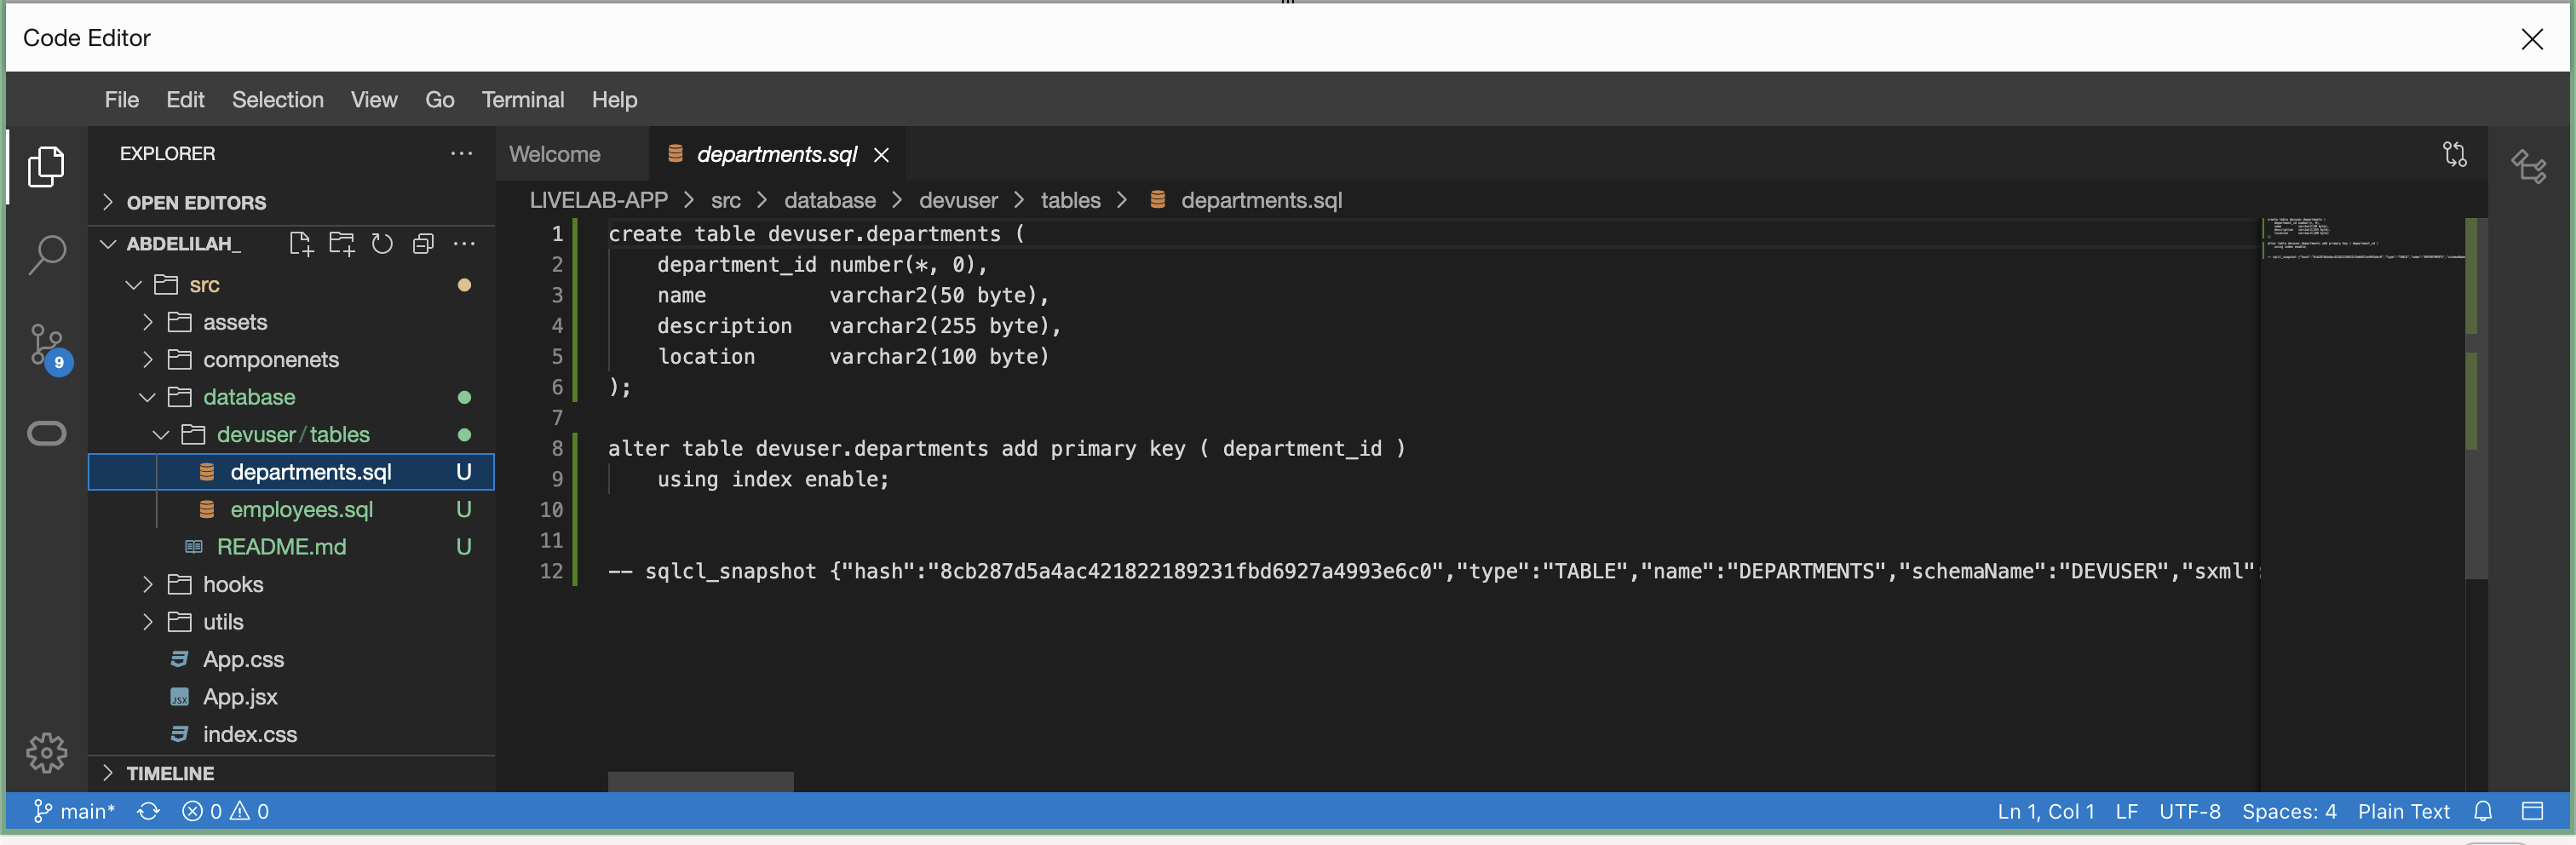 Code Editor
File Edit Selection View Go Terminal Help
EXPLORER
OPEN EDITORS
ABDELILAH_
src
assets
componenets
database
devuser/tables
departments.sql U
employees.sql U
README.md U
hooks
utils
App.css
App.jsx
index.css
TIMELINE
9
Welcome departments.sql
LIVELAB-APP > src > database > devuser > tables > departments.sql
1 create table devuser.departments (
2 department_id number(*, 0),
3 name varchar2(50 byte),
4 description varchar2(255 byte),
5 location varchar2(100 byte)
6 );
7
8 alter table devuser.departments add primary key ( department_id )
9 using index enable;
10
11
12 -- sqlcl_snapshot {"hash":"8cb287d5a4ac421822189231fbd6927a4993e6c0","type":"TABLE","name":"DEPARTMENTS","schemaName":"DEVUSER","sxml":
main* 0 0 Ln 1, Col 1 LF UTF-8 Spaces: 4 Plain Text